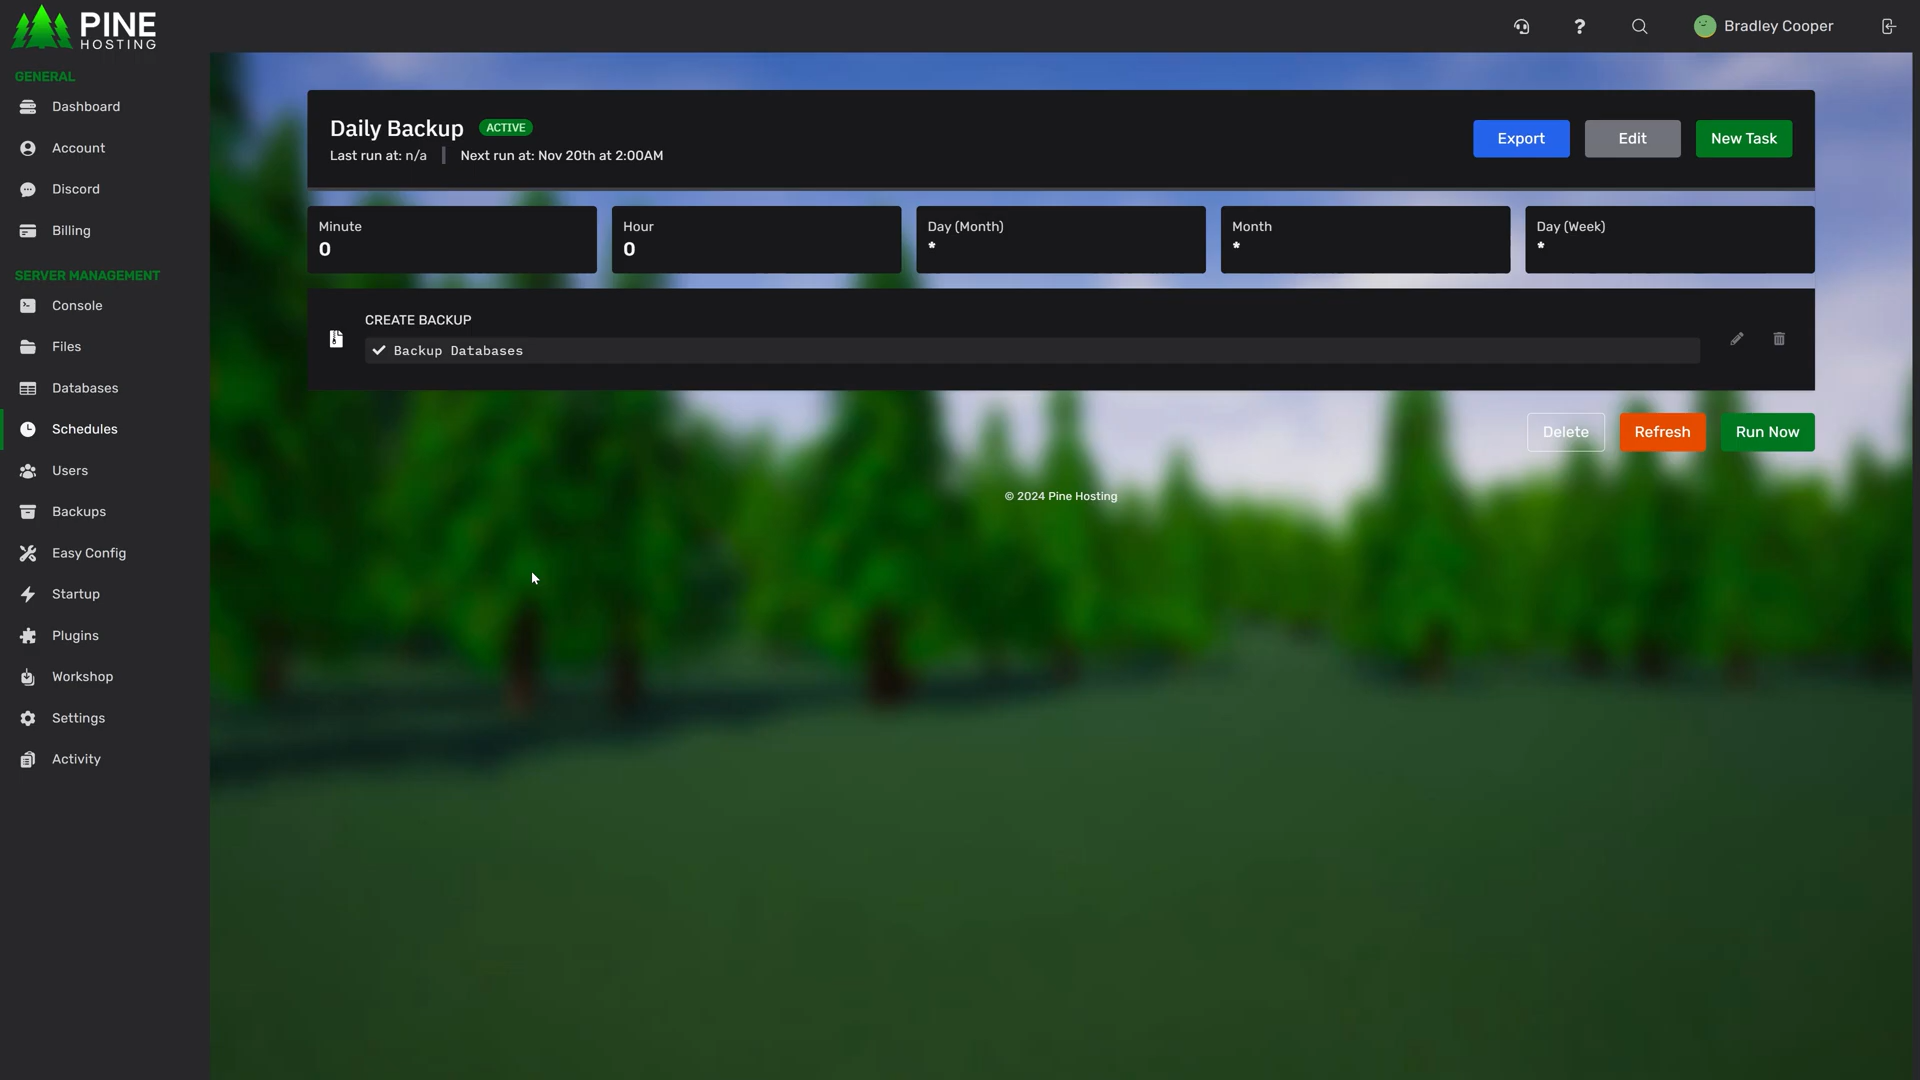 PINE
HOSTING
Bradley Cooper
GENERAL
Dashboard
Account
Discord
Billing
SERVER MANAGEMENT
Console
Files
Databases
Schedules
Users
Backups
Easy Config
Startup
Plugins
Workshop
Settings
Activity
Daily Backup ACTIVE
Last run at: n/a | Next run at: Nov 20th at 2:00AM
Export Edit New Task
Minute
0
Hour
0
Day (Month)
*
Month
*
Day (Week)
*
CREATE BACKUP
Backup Databases
Delete Refresh Run Now
© 2024 Pine Hosting